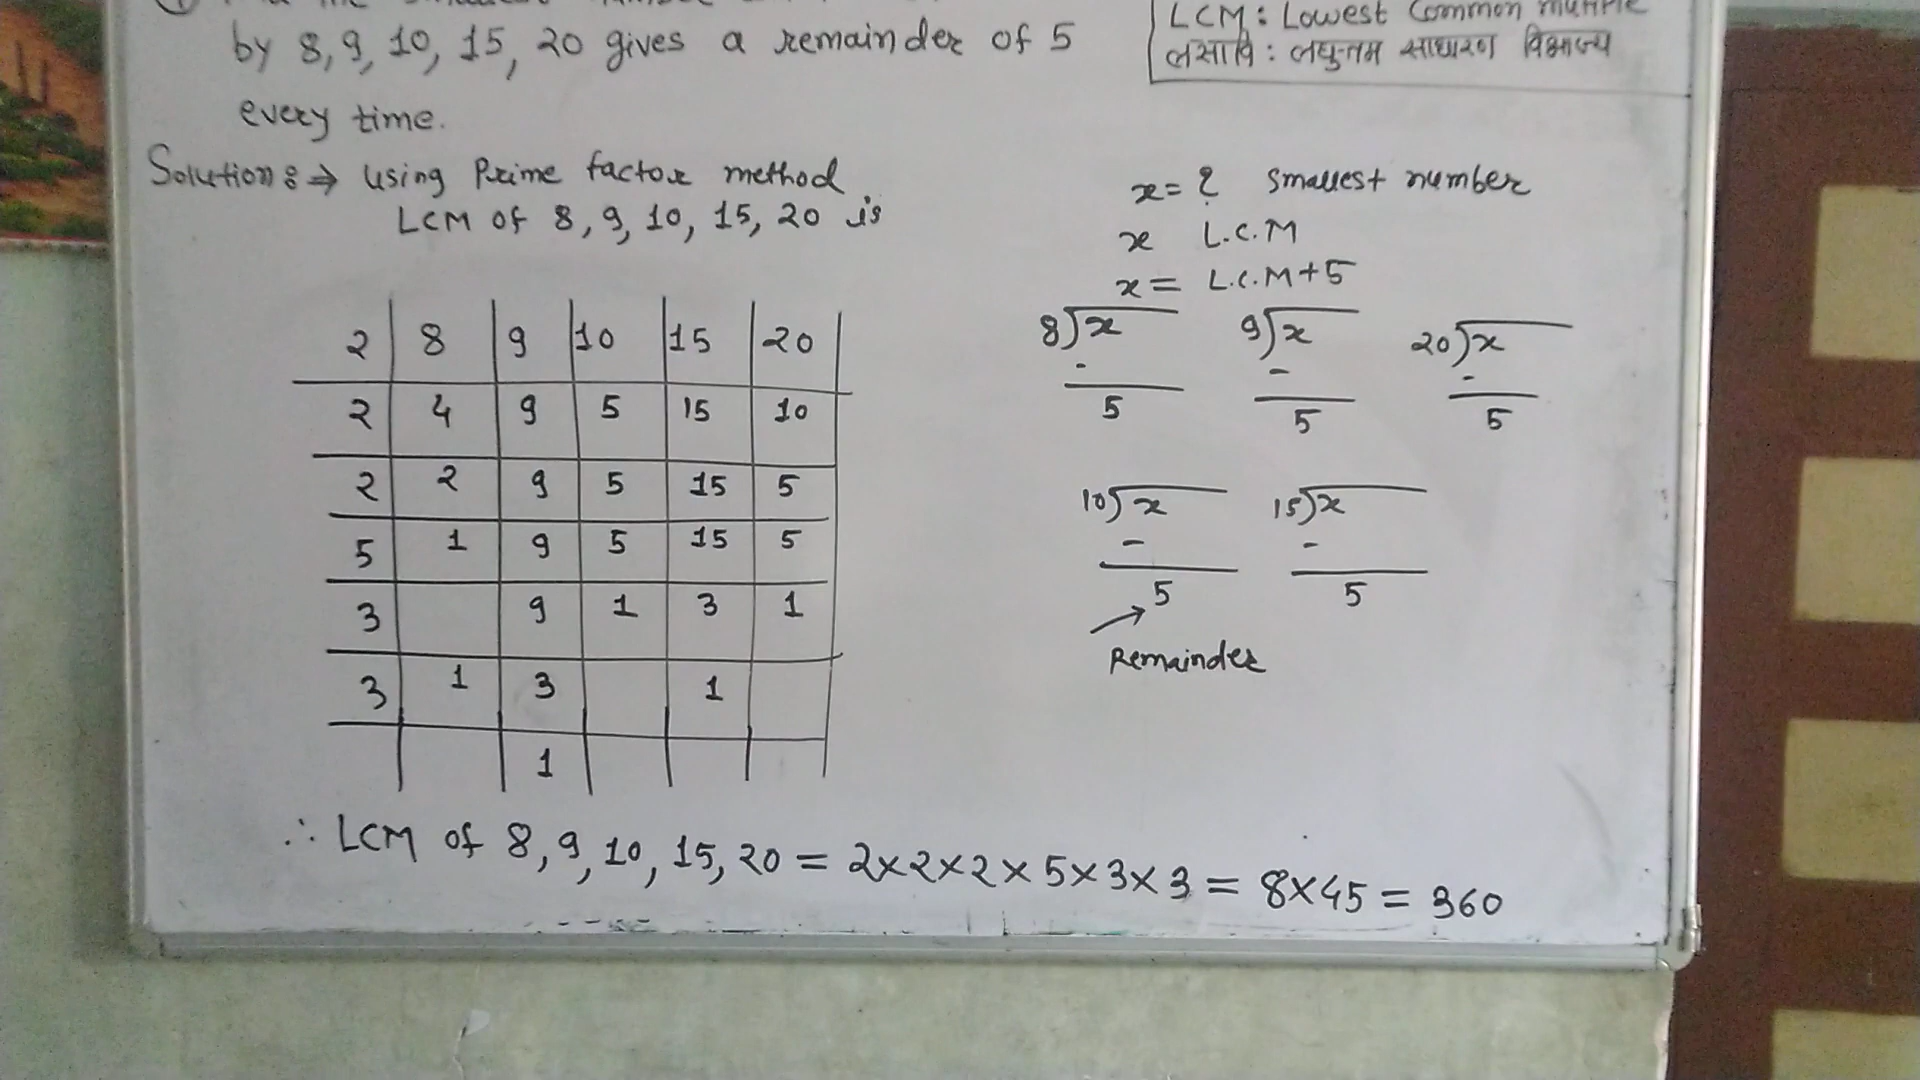 by 8, 9, 10, 15, 20 gives a remainder of 5
every time.
LCM: Lowest Common Multiple
लसावि : लघुत्तम साधारण विभाज्य
Solution :⇒ Using Prime factor method
LCM of 8, 9, 10, 15, 20 is
2 8 9 10 15 20
2 4 9 5 15 10
2 2 9 5 15 5
5 1 9 5 15 5
3 9 1 3 1
3 1 3 1
1
x = ? Smallest number
x L.C.M
x = L.C.M+5
8)x 9)x 20)x
- - -
5 5 5
10)x 15)x
- -
5 5
Remainder
∴ LCM of 8, 9, 10, 15, 20 = 2×2×2×5×3×3 = 8×45 = 360